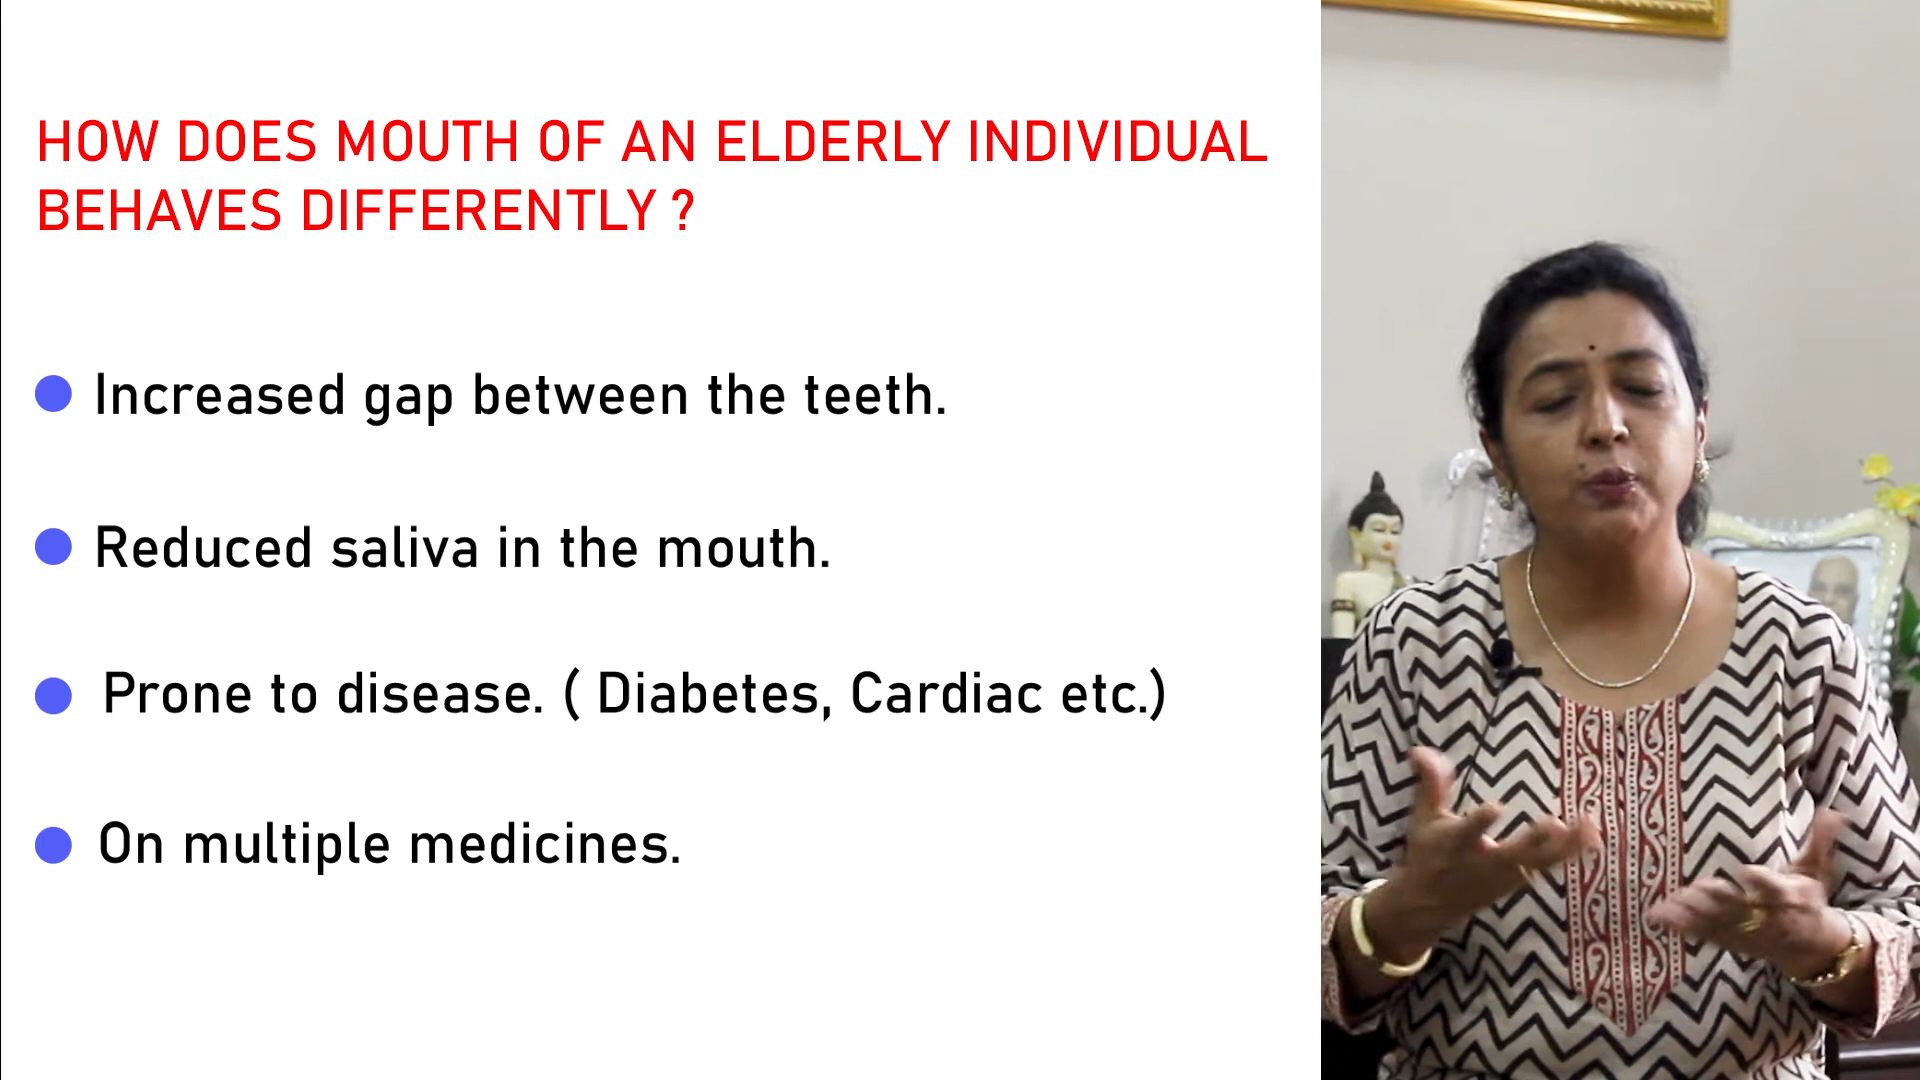 HOW DOES MOUTH OF AN ELDERLY INDIVIDUAL
BEHAVES DIFFERENTLY ?
Increased gap between the teeth.
Reduced saliva in the mouth.
Prone to disease. ( Diabetes, Cardiac etc.)
On multiple medicines.